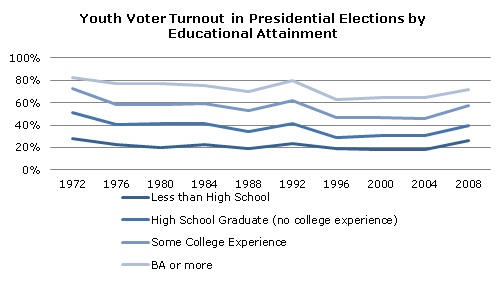 Youth Voter Turnout in Presidential Elections by
Educational Attainment
100%
80%
60%
40%
20%
0%
1972 1976 1980 1984 1988 1992 1996 2000 2004 2008
Less than High School
High School Graduate (no college experience)
Some College Experience
BA or more